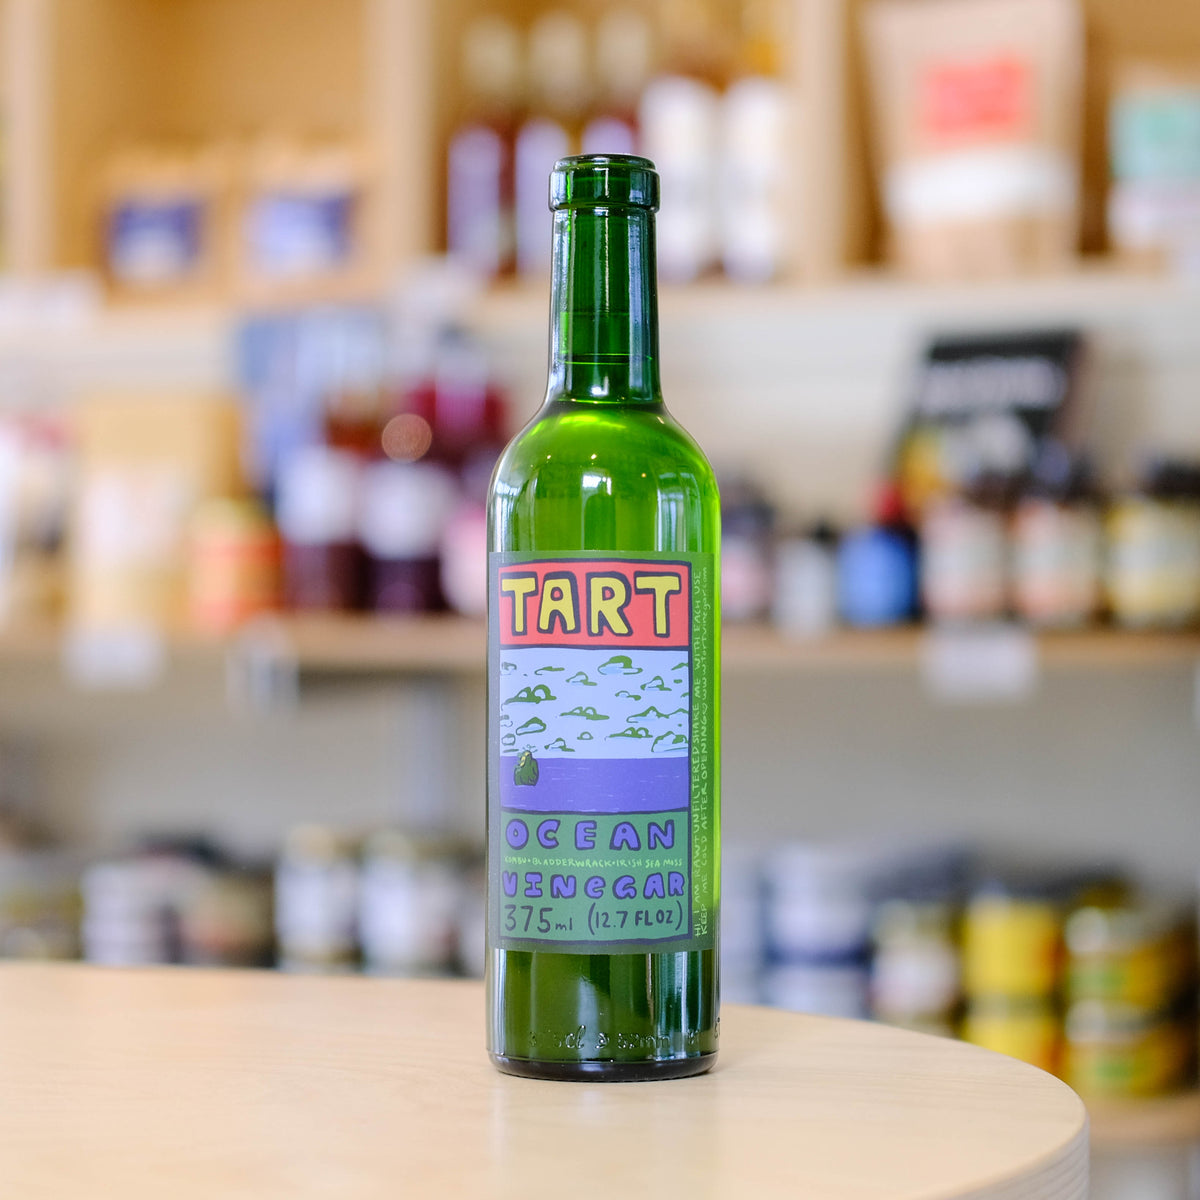 TART
OCEAN
KOMBU+BLADDERWRACK+IRISH SEA MOSS
VINEGAR
375ml (12.7 FL OZ)
HI, I AM RAW+UNFILTERED SHAKE ME WITH EACH USE.
KEEP ME COLD AFTER OPENING www.tartvinegar.com